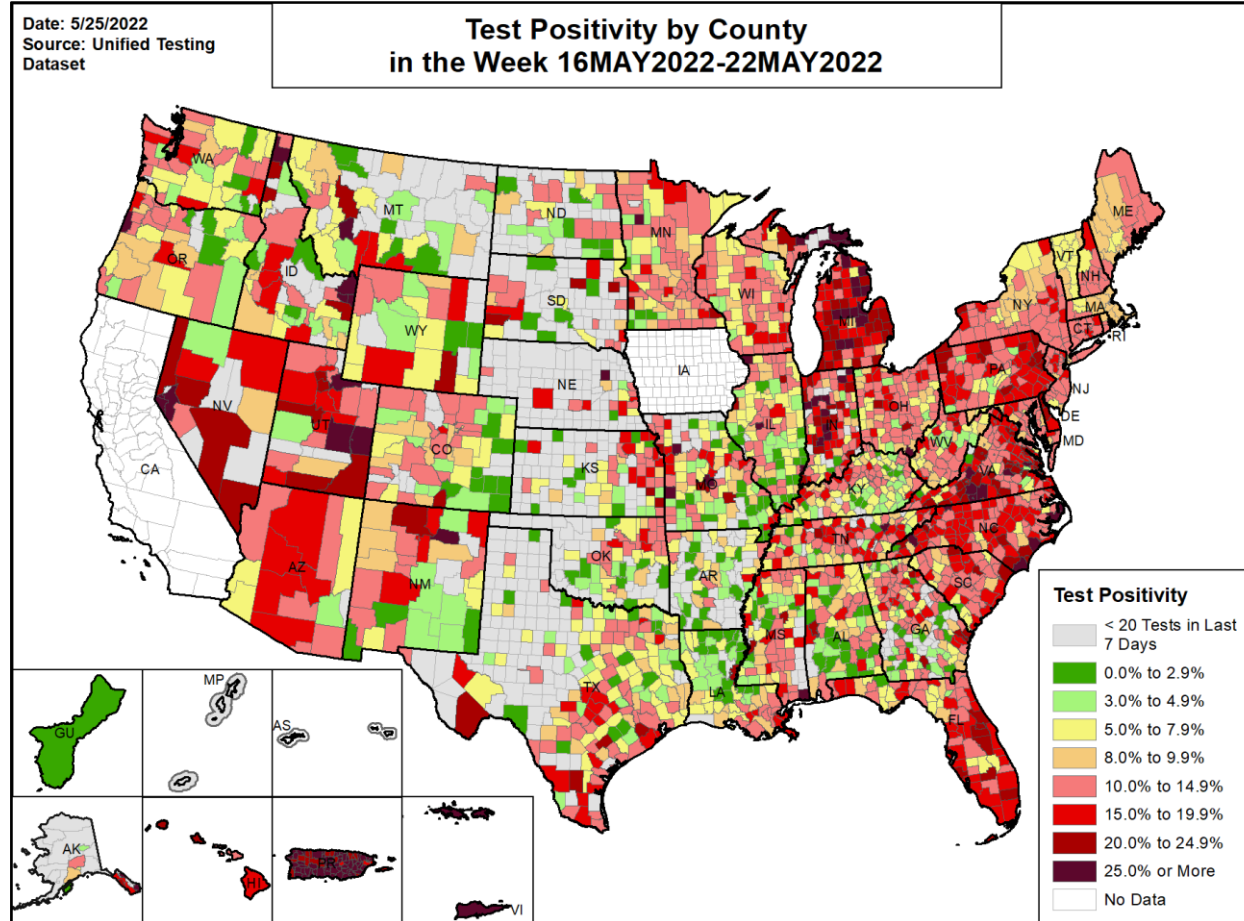 Date: 5/25/2022
Source: Unified Testing
Dataset
Test Positivity by County
in the Week 16MAY2022-22MAY2022
WA
MT
ND
MN
ME
OR
ID
SD
WI
VT
NH
NY
MA
WY
MI
CT
RI
NE
IA
PA
NJ
NV
UT
IL
IN
OH
DE
MD
CO
WV
CA
KS
MO
VA
KY
NC
OK
TN
AZ
NM
AR
SC
MS
AL
GA
TX
LA
FL
MP
GU
AS
AK
HI
PR
VI
Test Positivity
< 20 Tests in Last
7 Days
0.0% to 2.9%
3.0% to 4.9%
5.0% to 7.9%
8.0% to 9.9%
10.0% to 14.9%
15.0% to 19.9%
20.0% to 24.9%
25.0% or More
No Data